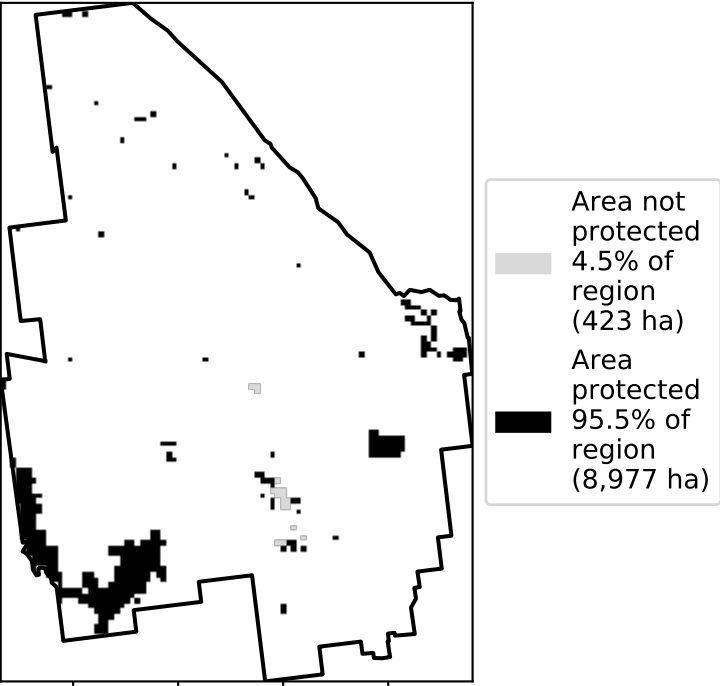 Area not
protected
4.5% of
region
(423 ha)
Area
protected
95.5% of
region
(8,977 ha)